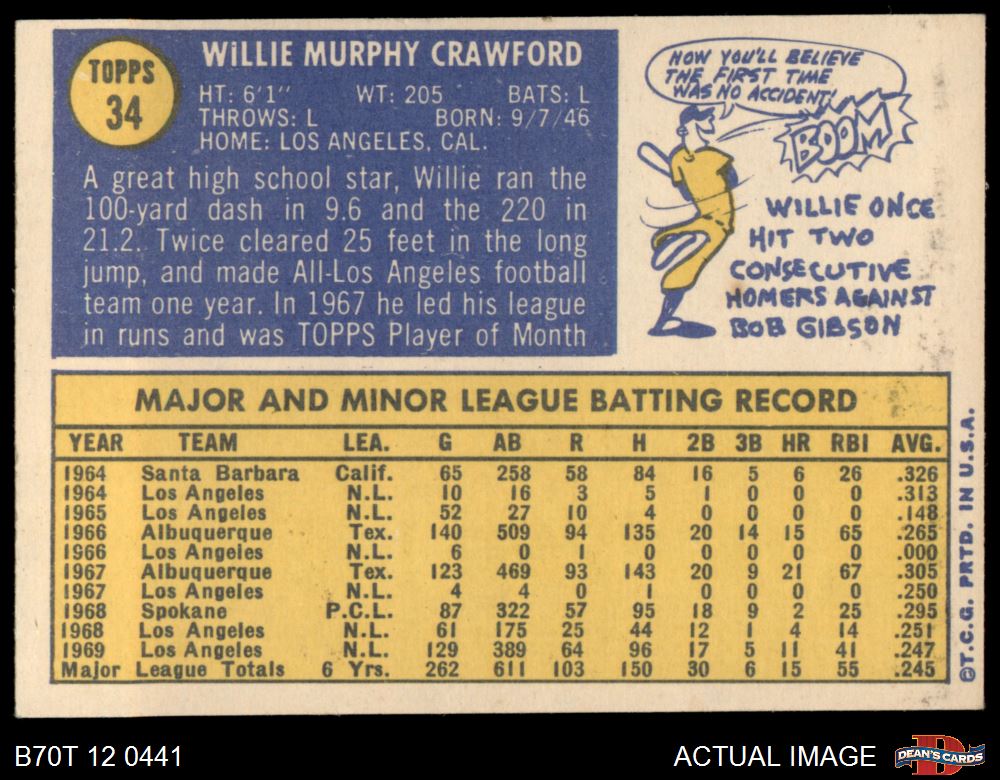 TOPPS
34
WILLIE MURPHY CRAWFORD
HT: 6'1" WT: 205 BATS: L
THROWS: L BORN: 9/7/46
HOME: LOS ANGELES, CAL.
A great high school star, Willie ran the
100-yard dash in 9.6 and the 220 in
21.2. Twice cleared 25 feet in the long
jump, and made All-Los Angeles football
team one year. In 1967 he led his league
in runs and was TOPPS Player of Month
NOW YOU'LL BELIEVE
THE FIRST TIME
WAS NO ACCIDENT!
BOOM
WILLIE ONCE
HIT TWO
CONSECUTIVE
HOMERS AGAINST
BOB GIBSON
MAJOR AND MINOR LEAGUE BATTING RECORD
YEAR TEAM LEA. G AB R H 2B 3B HR RBI AVG.
1964 Santa Barbara Calif. 65 258 58 84 16 5 6 26 .326
1964 Los Angeles N.L. 10 16 3 5 1 0 0 0 .313
1965 Los Angeles N.L. 52 27 10 4 0 0 0 0 .148
1966 Albuquerque Tex. 140 509 94 135 20 14 15 65 .265
1966 Los Angeles N.L. 6 0 1 0 0 0 0 0 .000
1967 Albuquerque Tex. 123 469 93 143 20 9 21 67 .305
1967 Los Angeles N.L. 4 4 0 1 0 0 0 0 .250
1968 Spokane P.C.L. 87 322 57 95 18 9 2 25 .295
1968 Los Angeles N.L. 61 175 25 44 12 1 4 14 .251
1969 Los Angeles N.L. 129 389 64 96 17 5 11 41 .247
Major League Totals 6 Yrs. 262 611 103 150 30 6 15 55 .245
©T.C.G. PRTD. IN U.S.A.
B70T 12 0441
ACTUAL IMAGE
DEAN'S CARDS